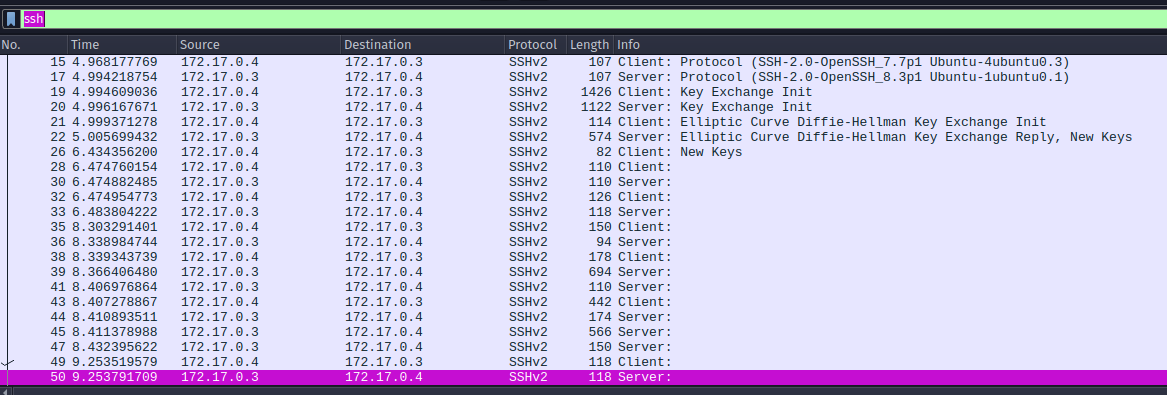 ssh
No. Time Source Destination Protocol Length Info
15 4.968177769 172.17.0.4 172.17.0.3 SSHv2 107 Client: Protocol (SSH-2.0-OpenSSH_7.7p1 Ubuntu-4ubuntu0.3)
17 4.994218754 172.17.0.3 172.17.0.4 SSHv2 107 Server: Protocol (SSH-2.0-OpenSSH_8.3p1 Ubuntu-1ubuntu0.1)
19 4.994609036 172.17.0.4 172.17.0.3 SSHv2 1426 Client: Key Exchange Init
20 4.996167671 172.17.0.3 172.17.0.4 SSHv2 1122 Server: Key Exchange Init
21 4.999371278 172.17.0.4 172.17.0.3 SSHv2 114 Client: Elliptic Curve Diffie-Hellman Key Exchange Init
22 5.005699432 172.17.0.3 172.17.0.4 SSHv2 574 Server: Elliptic Curve Diffie-Hellman Key Exchange Reply, New Keys
26 6.434356200 172.17.0.4 172.17.0.3 SSHv2 82 Client: New Keys
28 6.474760154 172.17.0.4 172.17.0.3 SSHv2 110 Client:
30 6.474882485 172.17.0.3 172.17.0.4 SSHv2 110 Server:
32 6.474954773 172.17.0.4 172.17.0.3 SSHv2 126 Client:
33 6.483804222 172.17.0.3 172.17.0.4 SSHv2 118 Server:
35 8.303291401 172.17.0.4 172.17.0.3 SSHv2 150 Client:
36 8.338984744 172.17.0.3 172.17.0.4 SSHv2 94 Server:
38 8.339343739 172.17.0.4 172.17.0.3 SSHv2 178 Client:
39 8.366406480 172.17.0.3 172.17.0.4 SSHv2 694 Server:
41 8.406976864 172.17.0.3 172.17.0.4 SSHv2 110 Server:
43 8.407278867 172.17.0.4 172.17.0.3 SSHv2 442 Client:
44 8.410893511 172.17.0.3 172.17.0.4 SSHv2 174 Server:
45 8.411378988 172.17.0.3 172.17.0.4 SSHv2 566 Server:
47 8.432395622 172.17.0.3 172.17.0.4 SSHv2 150 Server:
49 9.253519579 172.17.0.4 172.17.0.3 SSHv2 118 Client:
50 9.253791709 172.17.0.3 172.17.0.4 SSHv2 118 Server: